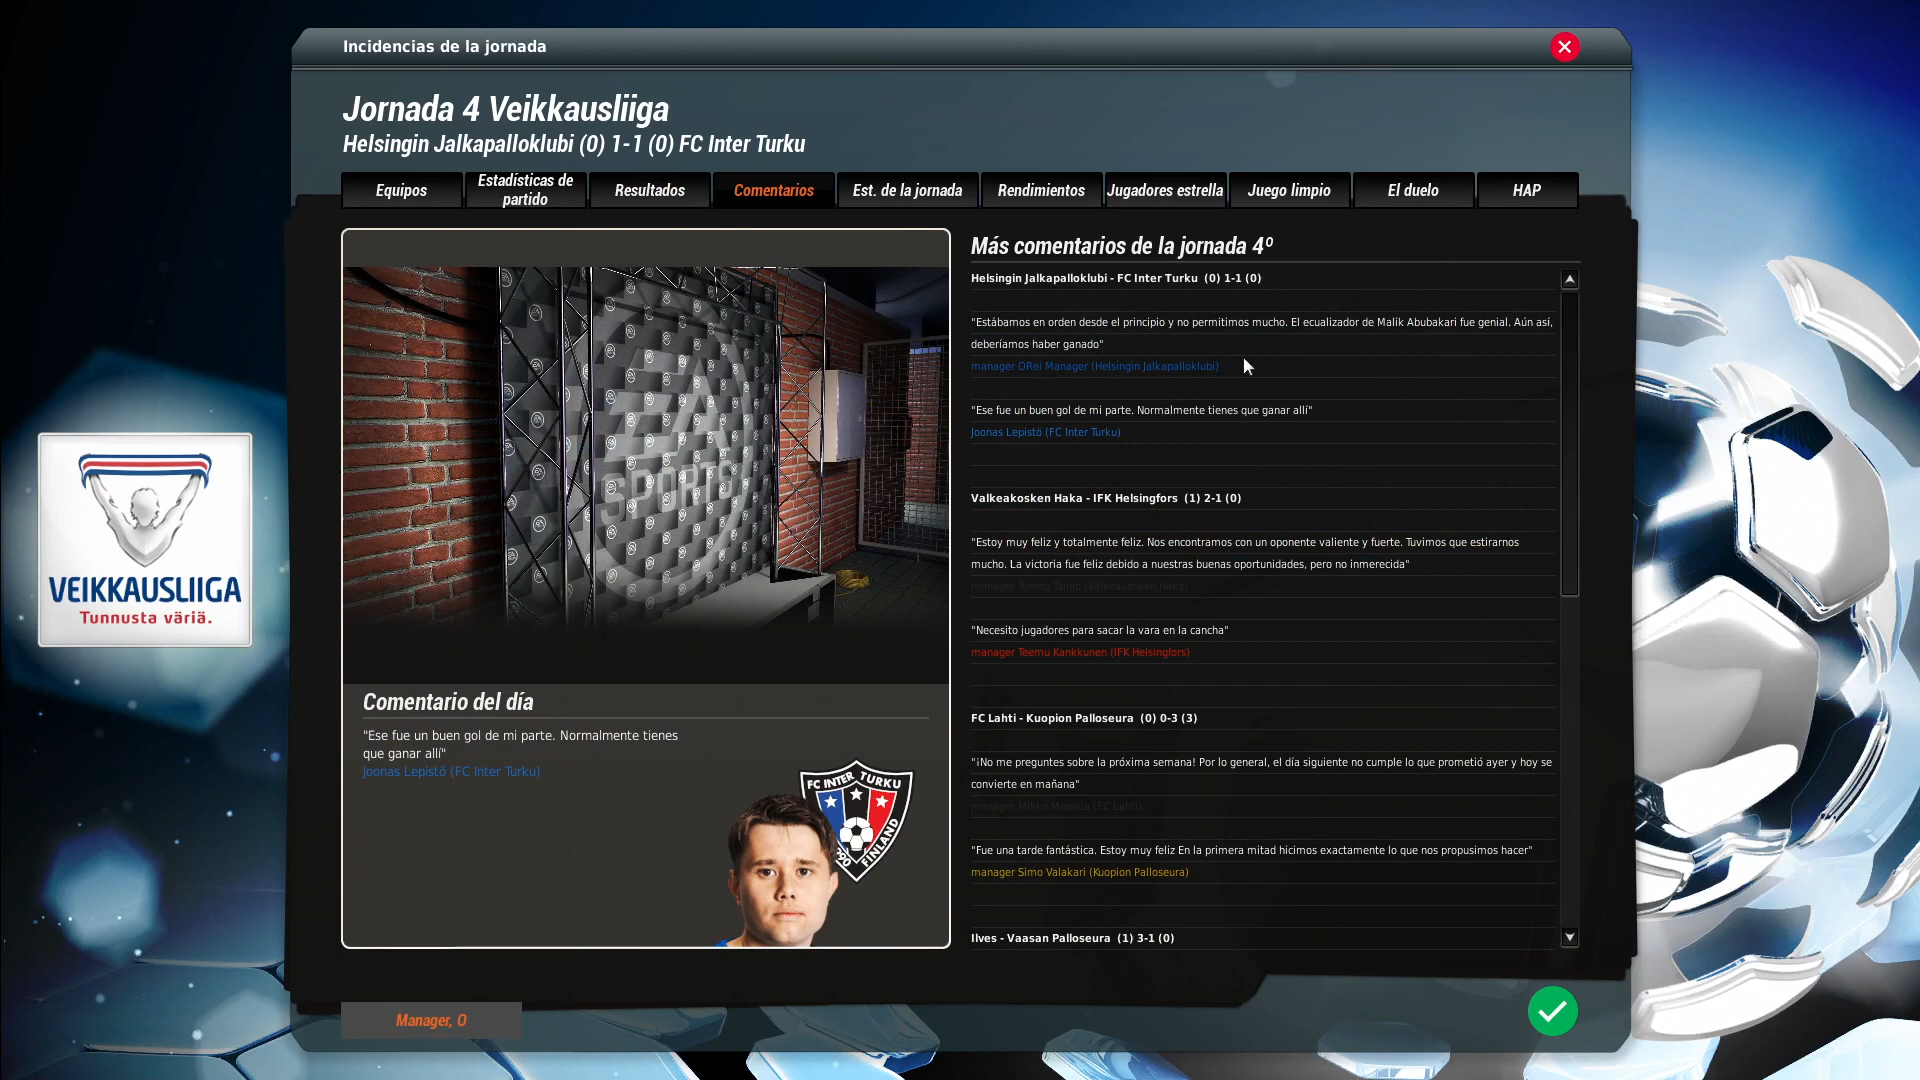 Incidencias de la jornada
Jornada 4 Veikkausliiga
Helsingin Jalkapalloklubi (0) 1-1 (0) FC Inter Turku
Equipos
Estadísticas de
partido
Resultados
Comentarios
Est. de la jornada
Rendimientos
Jugadores estrella
Juego limpio
El duelo
HAP
EA
SPORTS
Comentario del día
"Ese fue un buen gol de mi parte. Normalmente tienes
que ganar allí"
Joonas Lepistö (FC Inter Turku)
FC INTER TURKU
FINLAND
Más comentarios de la jornada 4º
Helsingin Jalkapalloklubi - FC Inter Turku (0) 1-1 (0)
"Estábamos en orden desde el principio y no permitimos mucho. El ecualizador de Malik Abubakari fue genial. Aún así,
deberíamos haber ganado"
manager ORei Manager (Helsingin Jalkapalloklubi)
"Ese fue un buen gol de mi parte. Normalmente tienes que ganar allí"
Joonas Lepistö (FC Inter Turku)
Valkeakosken Haka - IFK Helsingfors (1) 2-1 (0)
"Estoy muy feliz y totalmente feliz. Nos encontramos con un oponente valiente y fuerte. Tuvimos que estirarnos
mucho. La victoria fue feliz debido a nuestras buenas oportunidades, pero no inmerecida"
manager Teemu Tainio (Valkeakosken Haka)
"Necesito jugadores para sacar la vara en la cancha"
manager Teemu Kankkunen (IFK Helsingfors)
FC Lahti - Kuopion Palloseura (0) 0-3 (3)
"¡No me preguntes sobre la próxima semana! Por lo general, el día siguiente no cumple lo que prometió ayer y hoy se
convierte en mañana"
manager Mikko Mannila (FC Lahti)
"Fue una tarde fantástica. Estoy muy feliz En la primera mitad hicimos exactamente lo que nos propusimos hacer"
manager Simo Valakari (Kuopion Palloseura)
Ilves - Vaasan Palloseura (1) 3-1 (0)
VEIKKAUSLIIGA
Tunnusta väriä.
Manager, O